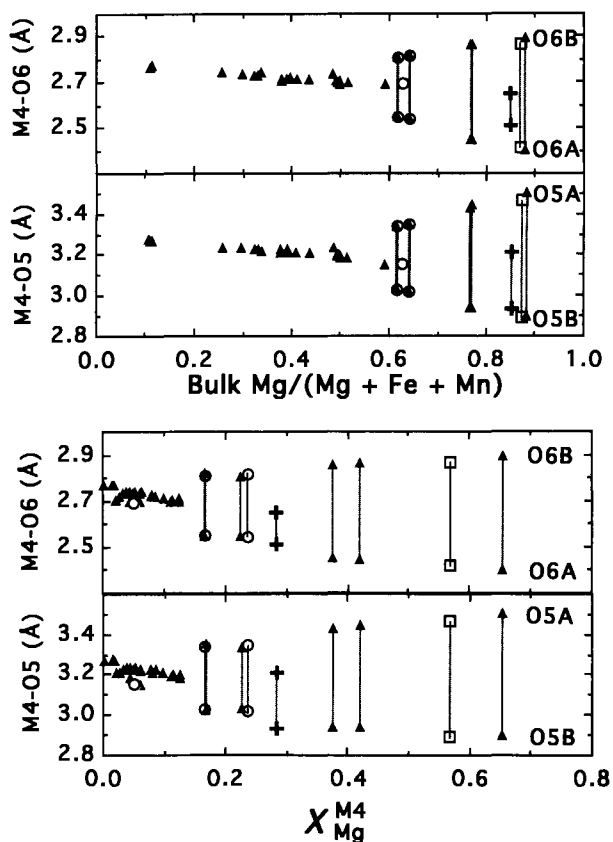 M4-O6 (Å)
2.9
2.7
2.5
O6B
O6A
M4-O5 (Å)
3.4
3.2
3.0
2.8
O5A
O5B
0.0 0.2 0.4 0.6 0.8 1.0
Bulk Mg/(Mg + Fe + Mn)
M4-O6 (Å)
2.9
2.7
2.5
O6B
O6A
M4-O5 (Å)
3.4
3.2
3.0
2.8
O5A
O5B
0.0 0.2 0.4 0.6 0.8
X M4 Mg